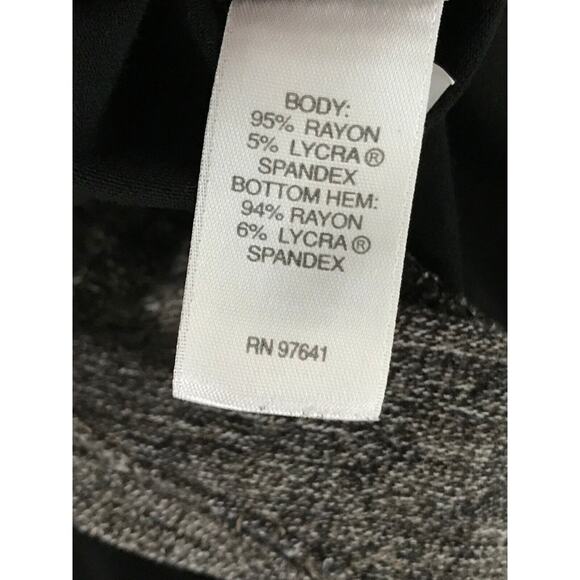 BODY:
95% RAYON
5% LYCRA®
SPANDEX
BOTTOM HEM:
94% RAYON
6% LYCRA®
SPANDEX
RN 97641